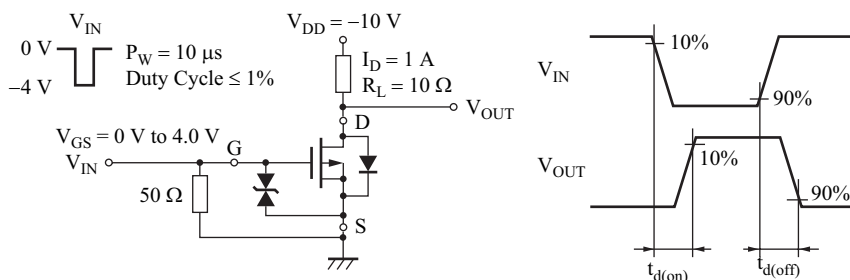 V_IN
0 V
−4 V
P_W = 10 μs
Duty Cycle ≤ 1%
V_DD = −10 V
I_D = 1 A
R_L = 10 Ω
V_OUT
D
V_GS = 0 V to 4.0 V
V_IN
G
50 Ω
S
V_IN
10%
90%
V_OUT
10%
90%
t_d(on)
t_d(off)